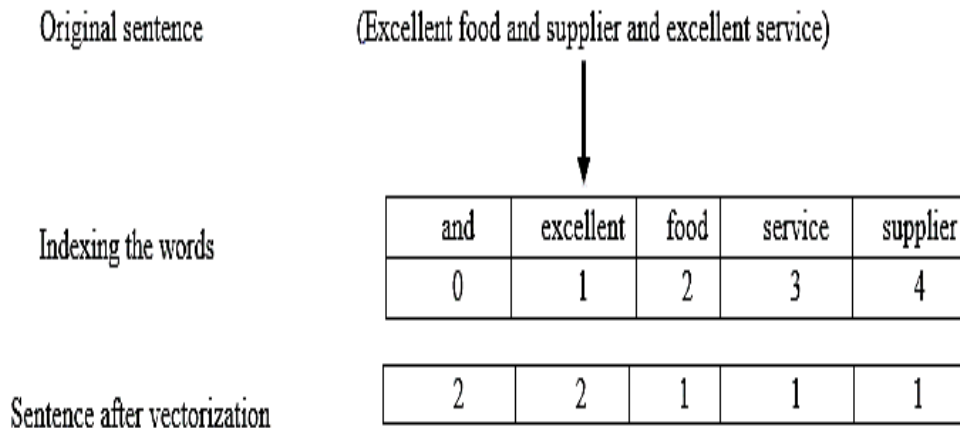 Original sentence (Excellent food and supplier and excellent service)
and excellent food service supplier
Indexing the words
0 1 2 3 4
2 2 1 1 1
Sentence after vectorization